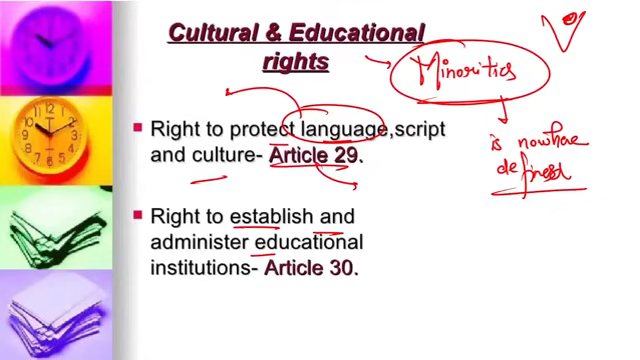 Cultural & Educational
rights
Minorities
is nowhere
defined
Right to protect language,script
and culture- Article 29.
Right to establish and
administer educational
institutions- Article 30.